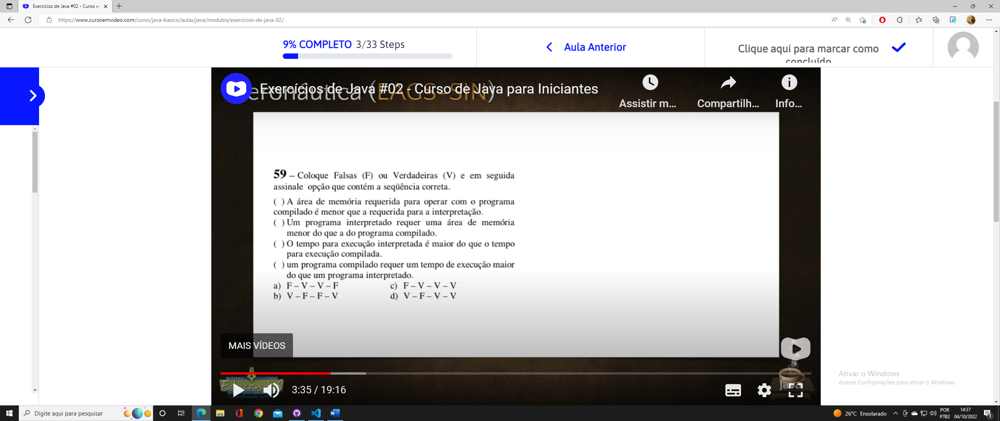 Exercícios de Java #02 - Curso en
https://www.cursoemvideo.com/curso/java-basico/aulas/java/modulos/exercicios-de-java-02/
9% COMPLETO 3/33 Steps
Aula Anterior
Clique aqui para marcar como
concluído
eronáutica (EAGS-SIN)
Exercícios de Java #02 - Curso de Java para Iniciantes
Assistir m...
Compartilh...
Info...
59 – Coloque Falsas (F) ou Verdadeiras (V) e em seguida
assinale opção que contém a seqüência correta.
( ) A área de memória requerida para operar com o programa
compilado é menor que a requerida para a interpretação.
( ) Um programa interpretado requer uma área de memória
menor do que a do programa compilado.
( ) O tempo para execução interpretada é maior do que o tempo
para execução compilada.
( ) um programa compilado requer um tempo de execução maior
do que um programa interpretado.
a) F – V – V – F
c) F – V – V – V
b) V – F – F – V
d) V – F – V – V
MAIS VÍDEOS
Sistema
Educandus
Concretizando Sonhos
Java
3:35 / 19:16
Ativar o Windows
Acesse Configurações para ativar o Windows.
Digite aqui para pesquisar
26°C Ensolarado
POR
PTB2
14:37
04/10/2022
3